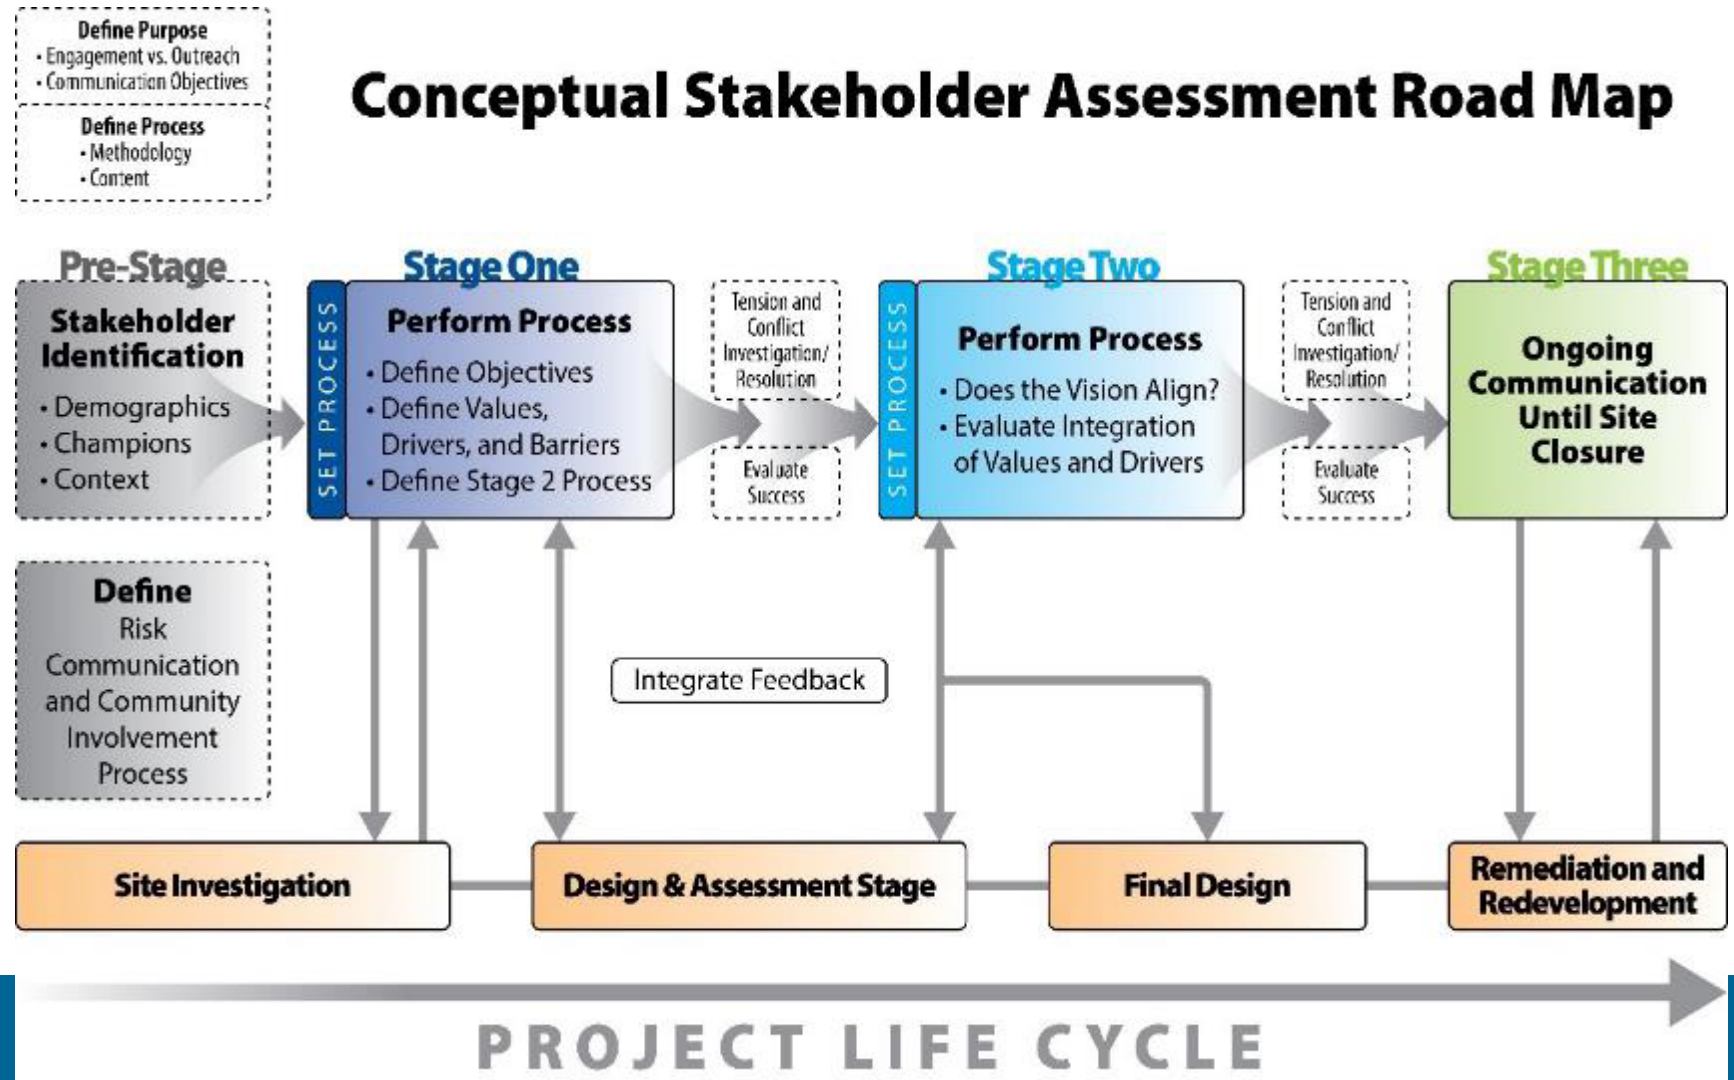 Define Purpose
• Engagement vs. Outreach
• Communication Objectives
Define Process
• Methodology
• Content
Conceptual Stakeholder Assessment Road Map
Pre-Stage
Stakeholder
Identification
• Demographics
• Champions
• Context
Stage One
SET PROCESS
Perform Process
• Define Objectives
• Define Values,
Drivers, and Barriers
• Define Stage 2 Process
Tension and
Conflict
Investigation/
Resolution
Evaluate
Success
Stage Two
SET PROCESS
Perform Process
• Does the Vision Align?
• Evaluate Integration
of Values and Drivers
Tension and
Conflict
Investigation/
Resolution
Evaluate
Success
Stage Three
Ongoing
Communication
Until Site
Closure
Define
Risk
Communication
and Community
Involvement
Process
Integrate Feedback
Site Investigation
Design & Assessment Stage
Final Design
Remediation and
Redevelopment
PROJECT LIFE CYCLE